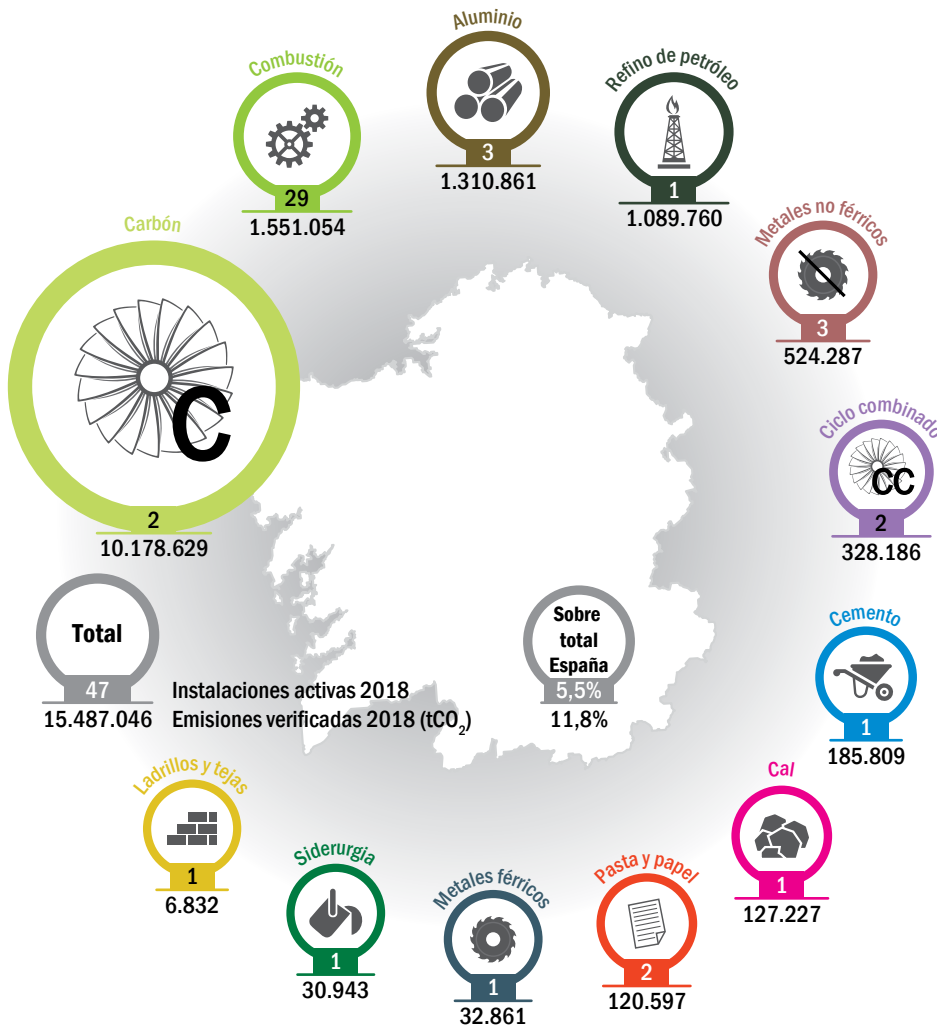 Aluminio
3
1.310.861
Combustión
29
1.551.054
Refino de petróleo
1
1.089.760
Carbón
C
2
10.178.629
Metales no férricos
3
524.287
Ciclo combinado
CC
2
328.186
Total
47
15.487.046
Instalaciones activas 2018
Emisiones verificadas 2018 (tCO₂)
Sobre
total
España
5,5%
11,8%
Cemento
1
185.809
Cal
1
127.227
Ladrillos y tejas
1
6.832
Siderurgia
1
30.943
Metales férricos
1
32.861
Pasta y papel
2
120.597